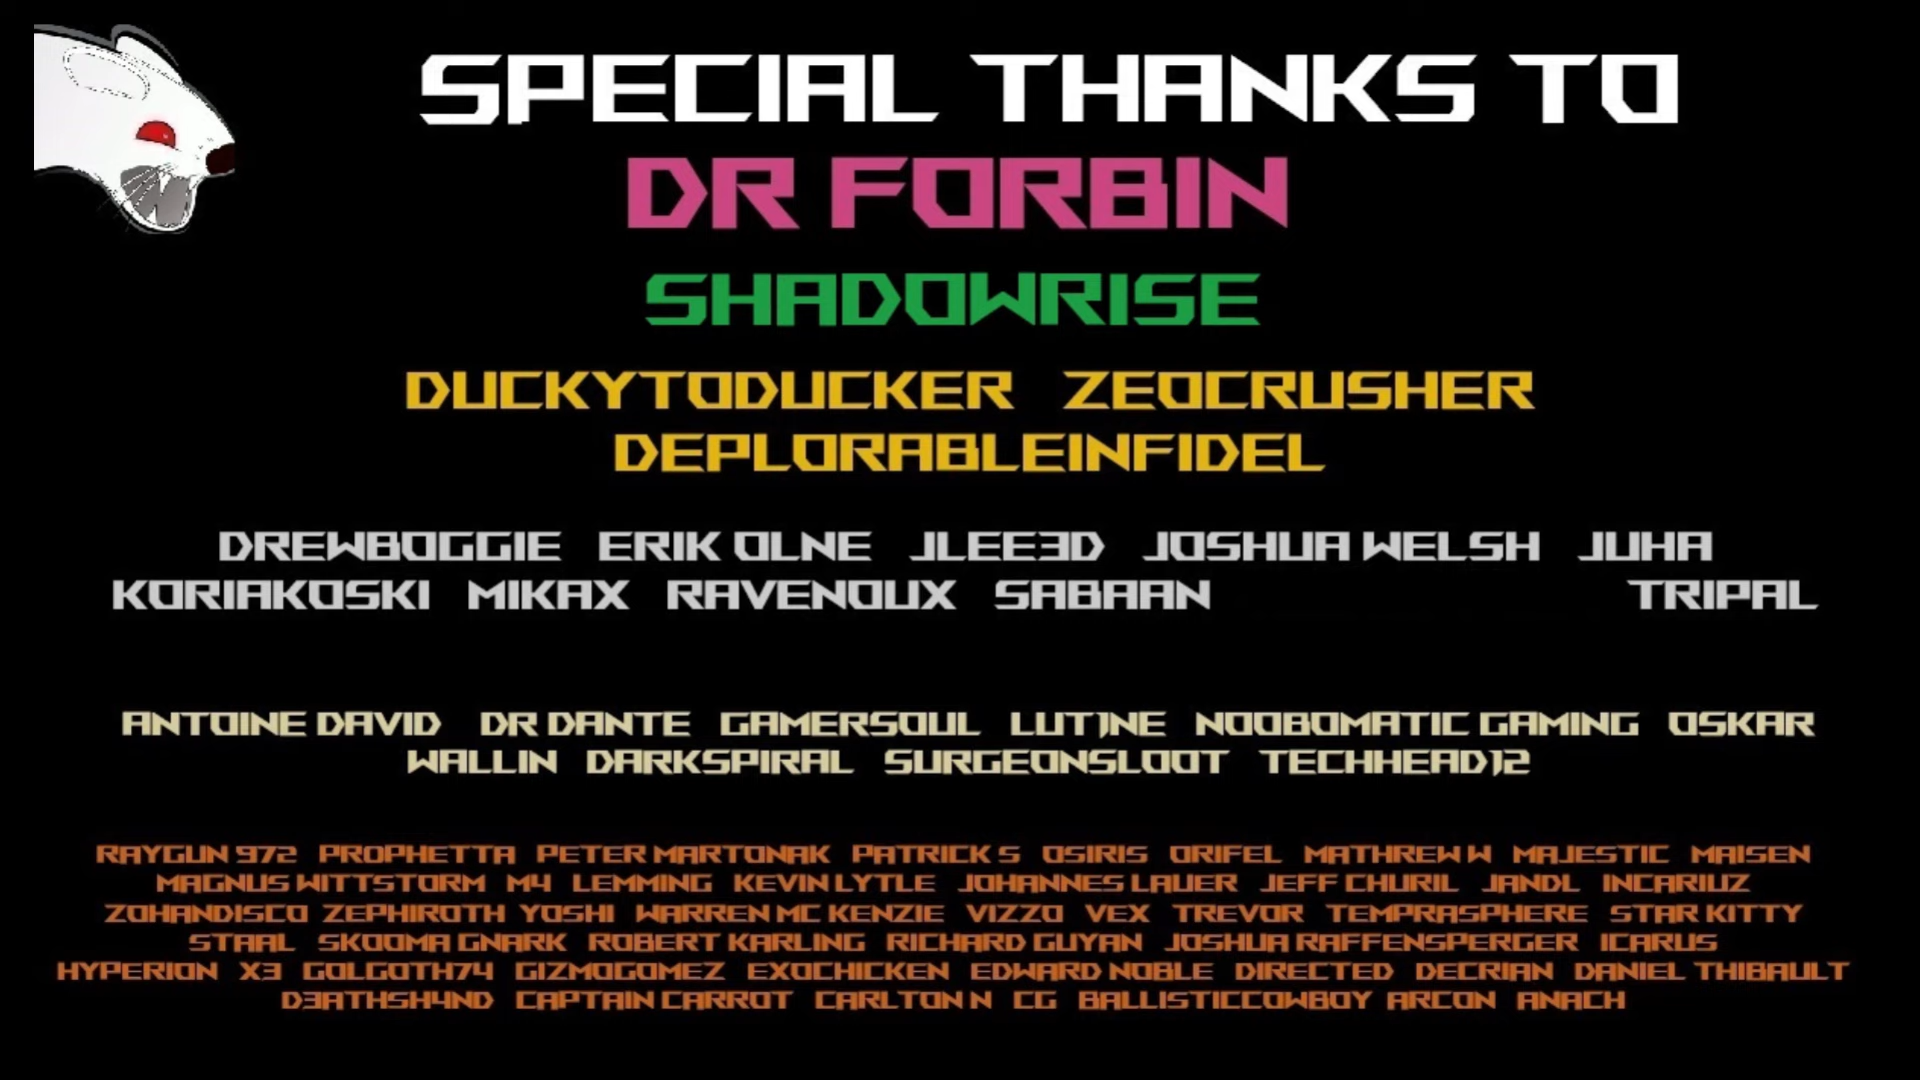 SPECIAL THANKS TO
DR FORBIN
SHADOWRISE
DUCKYTODUCKER ZEOCRUSHER
DEPLORABLEINFIDEL
DREWBOGGIE ERIK OLNE JLEE3D JOSHUA WELSH JUHA
KORIAKOSKI MIKAX RAVENOUX SABAAN TRIPAL
ANTOINE DAVID DR DANTE GAMERSOUL LUT1NE NOOBOMATIC GAMING OSKAR
WALLIN DARKSPIRAL SURGEONSLOOT TECHHEAD12
RAYGUN 972 PROPHETTA PETER MARTONAK PATRICK S OSIRIS ORIFEL MATHREW W MAJESTIC MAISEN
MAGNUS WITTSTORM M4 LEMMING KEVIN LYTLE JOHANNES LAUER JEFF CHURIL JANDL INCARIUZ
ZOHANDISCO ZEPHIROTH YOSHI WARREN MC KENZIE VIZZO VEX TREVOR TEMPRASPHERE STAR KITTY
STAAL SKOOMA GNARK ROBERT KARLING RICHARD GUYAN JOSHUA RAFFENSPERGER ICARUS
HYPERION X3 GOLGOTH74 GIZMOGOMEZ EXOCHICKEN EDWARD NOBLE DIRECTED DECRIAN DANIEL THIBAULT
D3ATHSH4ND CAPTAIN CARROT CARLTON N CG BALLISTICCOWBOY ARCON ANACH